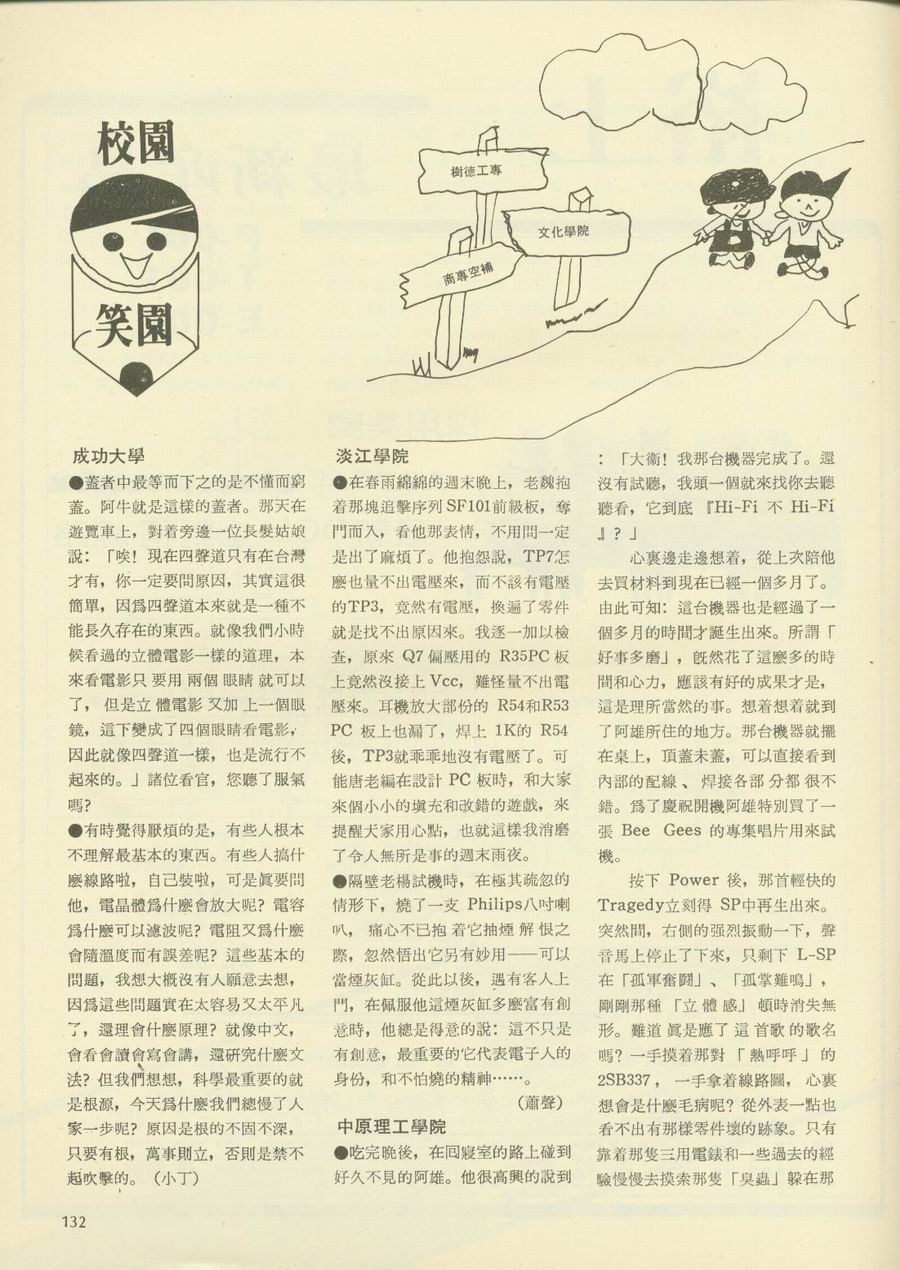 校園
笑園
樹德工專
文化學院
商專空補
成功大學
●蓋者中最等而下之的是不懂而窮
蓋。阿牛就是這樣的蓋者。那天在
遊覽車上，對着旁邊一位長髮姑娘
說：「唉！現在四聲道只有在台灣
才有，你一定要問原因，其實這很
簡單，因爲四聲道本來就是一種不
能長久存在的東西。就像我們小時
候看過的立體電影一樣的道理，本
來看電影只要用兩個眼睛就可以
了，但是立體電影又加上一個眼
鏡，這下變成了四個眼睛看電影，
因此就像四聲道一樣，也是流行不
起來的。」諸位看官，您聽了服氣
嗎？
●有時覺得厭煩的是，有些人根本
不理解最基本的東西。有些人搞什
麽線路啦，自己裝啦，可是眞要問
他，電晶體爲什麽會放大呢？電容
爲什麽可以濾波呢？電阻又爲什麽
會隨溫度而有誤差呢？這些基本的
問題，我想大槪沒有人願意去想，
因爲這些問題實在太容易又太平凡
了，還理會什麽原理？就像中文，
會看會讀會寫會講，還研究什麽文
法？但我們想想，科學最重要的就
是根源，今天爲什麽我們總慢了人
家一步呢？原因是根的不固不深，
只要有根，萬事則立，否則是禁不
起吹擊的。（小丁）
淡江學院
●在春雨綿綿的週末晚上，老魏抱
着那塊追擊序列SF101前級板，奪
門而入，看他那表情，不用問一定
是出了麻煩了。他抱怨說，TP7怎
麽也量不出電壓來，而不該有電壓
的TP3，竟然有電壓，換遍了零件
就是找不出原因來。我逐一加以檢
查，原來 Q7偏壓用的 R35PC板
上竟然沒接上Vcc，難怪量不出電
壓來。耳機放大部份的 R54和R53
PC 板上也漏了，焊上 1K的 R54
後，TP3就乖乖地沒有電壓了。可
能唐老編在設計 PC 板時，和大家
來個小小的塡充和改錯的遊戲，來
提醒大家用心點，也就這樣我消磨
了令人無所是事的週末雨夜。
●隔壁老楊試機時，在極其疏忽的
情形下，燒了一支 Philips八吋喇
叭，痛心不已抱着它抽煙解恨之
際，忽然悟出它另有妙用——可以
當煙灰缸。從此以後，遇有客人上
門，在佩服他這煙灰缸多麽富有創
意時，他總是得意的說：這不只是
有創意，最重要的它代表電子人的
身份，和不怕燒的精神……。
（蕭聲）
中原理工學院
●吃完晚後，在囘寢室的路上碰到
好久不見的阿雄。他很高興的說到
：「大衞！我那台機器完成了。還
沒有試聽，我頭一個就來找你去聽
聽看，它到底『Hi-Fi 不 Hi-Fi
』？」
心裏邊走邊想着，從上次陪他
去買材料到現在已經一個多月了。
由此可知：這台機器也是經過了一
個多月的時間才誕生出來。所謂「
好事多磨」，旣然花了這麽多的時
間和心力，應該有好的成果才是，
這是理所當然的事。想着想着就到
了阿雄所住的地方。那台機器就擺
在桌上，頂蓋未蓋，可以直接看到
內部的配線、焊接各部分都很不
錯。爲了慶祝開機阿雄特別買了一
張 Bee Gees 的專集唱片用來試
機。
按下 Power 後，那首輕快的
Tragedy立刻得 SP中再生出來。
突然間，右側的强烈振動一下，聲
音馬上停止了下來，只剩下 L-SP
在「孤軍奮鬪」、「孤掌難鳴」，
剛剛那種「立體感」頓時消失無
形。難道眞是應了這首歌的歌名
嗎？一手摸着那對「熱呼呼」的
2SB337，一手拿着線路圖，心裏
想會是什麽毛病呢？從外表一點也
看不出有那樣零件壞的跡象。只有
靠着那隻三用電錶和一些過去的經
驗慢慢去摸索那隻「臭蟲」躱在那
132